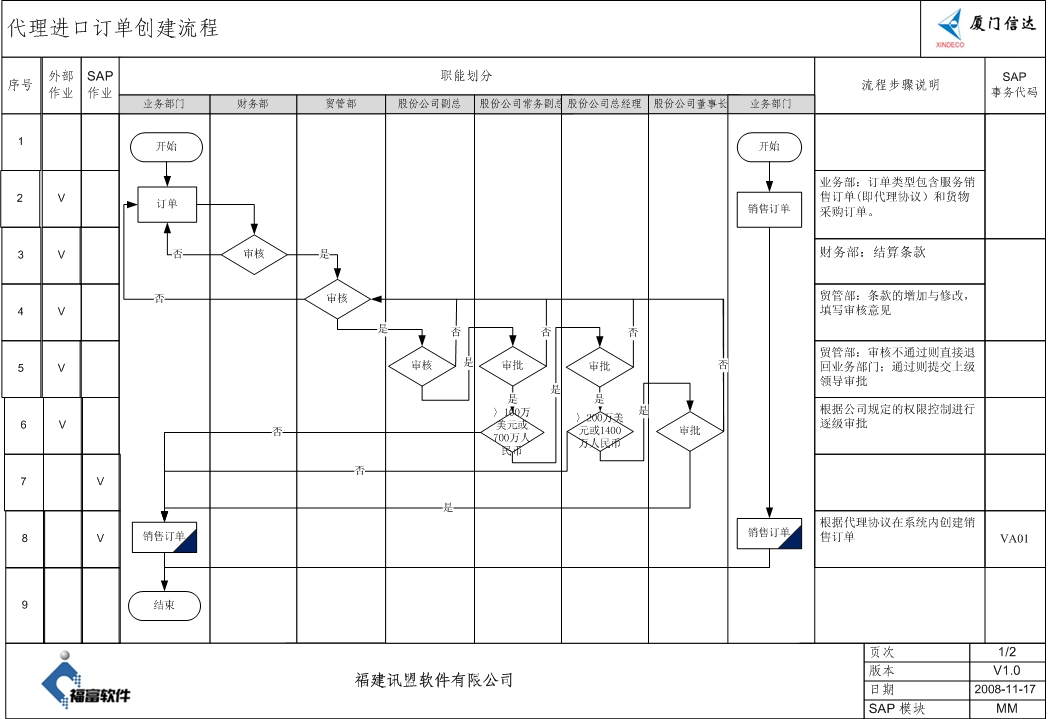 代理进口订单创建流程
厦门信达
XINDECO
序号
外部
作业
SAP
作业
职能划分
流程步骤说明
SAP
事务代码
业务部门
财务部
贸管部
股份公司副总
股份公司常务副总
股份公司总经理
股份公司董事长
业务部门
1
开始
开始
2
V
订单
销售订单
业务部：订单类型包含服务销
售订单(即代理协议）和货物
采购订单。
3
V
否
审核
是
财务部：结算条款
4
V
否
审核
贸管部：条款的增加与修改，
填写审核意见
是
否
否
否
5
V
审核
是
审批
是
审批
否
贸管部：审核不通过则直接退
回业务部门；通过则提交上级
领导审批
是
是
是
6
V
否
〉100万
美元或
700万人
民币
〉200万美
元或1400
万人民币
审批
根据公司规定的权限控制进行
逐级审批
7
V
否
是
8
V
销售订单
销售订单
根据代理协议在系统内创建销
售订单
VA01
9
结束
福富软件
福建讯盟软件有限公司
页次
1/2
版本
V1.0
日期
2008-11-17
SAP 模块
MM